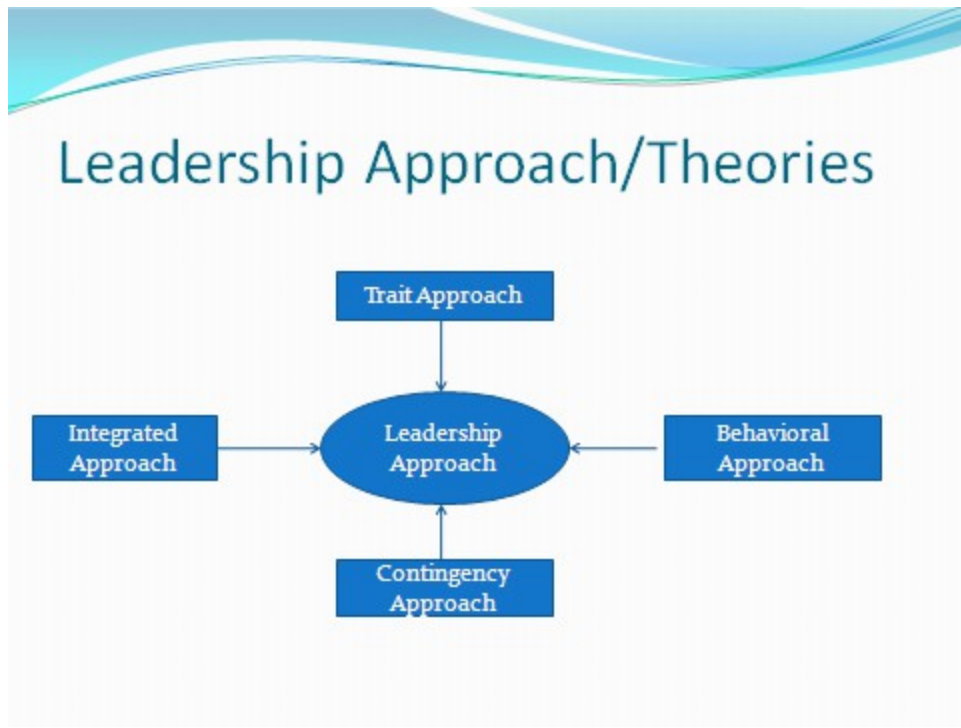 Leadership Approach/Theories
Trait Approach
Integrated
Approach
Leadership
Approach
Behavioral
Approach
Contingency
Approach